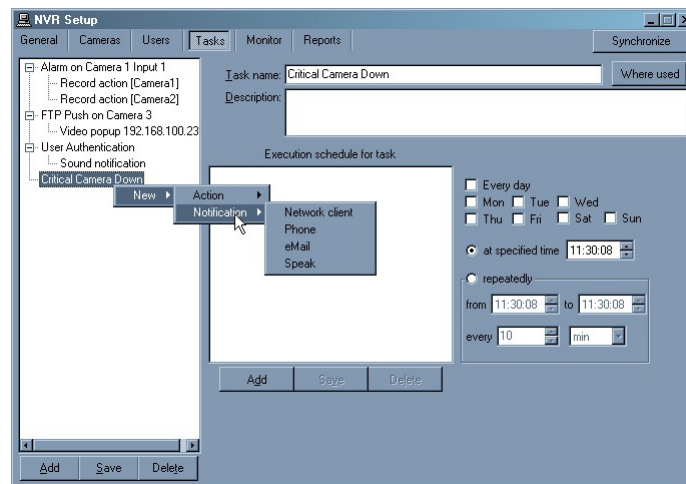 NVR Setup
General Cameras Users Tasks Monitor Reports Synchronize
Alarm on Camera 1 Input 1
Record action [Camera1]
Record action [Camera2]
FTP Push on Camera 3
Video popup 192.168.100.23
User Authentication
Sound notification
Critical Camera Down
New Action
Notification Network client
Phone
eMail
Speak
Task name: Critical Camera Down Where used
Description:
Execution schedule for task
Every day
Mon Tue Wed
Thu Fri Sat Sun
at specified time 11:30:08
repeatedly
from 11:30:08 to 11:30:08
every 10 min
Add Save Delete
Add Save Delete